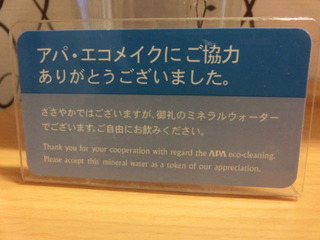 アパ・エコメイクにご協力
ありがとうございました。
ささやかではございますが、御礼のミネラルウォーター
でございます。ご自由にお飲みください。
Thank you for your cooperation with regard the APA eco-cleaning.
Please accept this mineral water as a token of our appreciation.